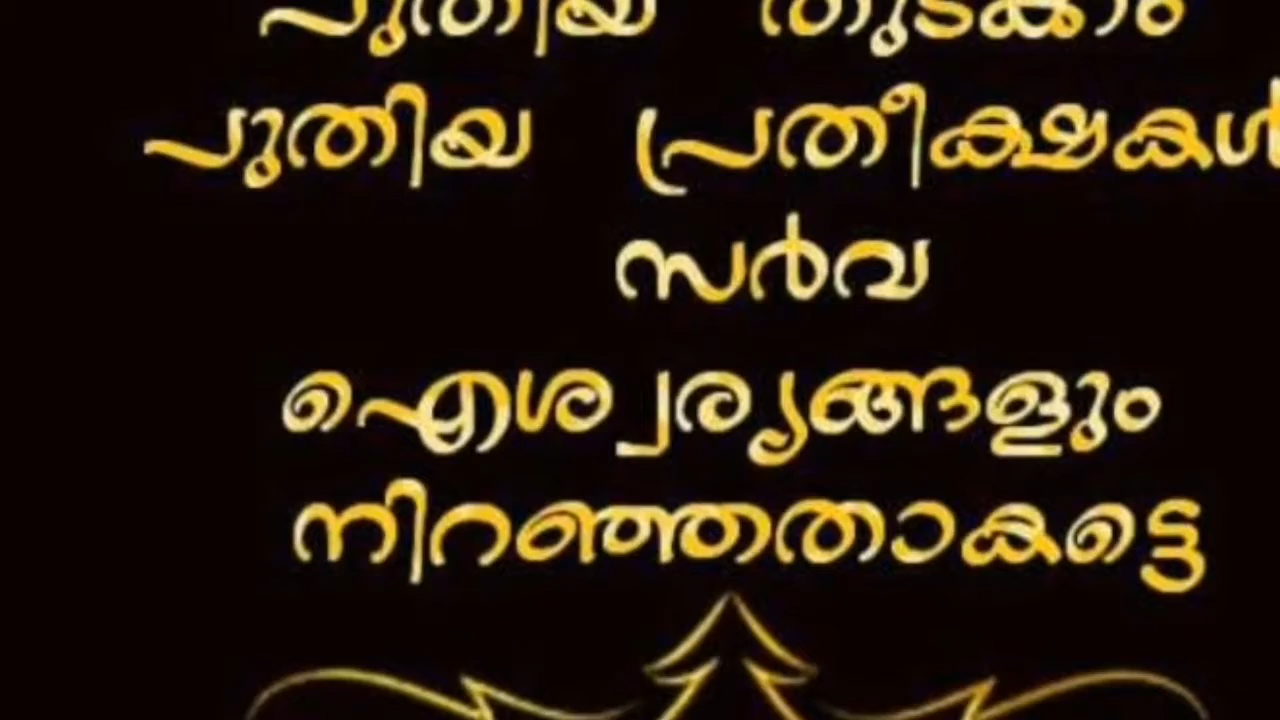 പുതിയ തുടക്കം
പുതിയ പ്രതീക്ഷകൾ
സർവ
ഐശ്വര്യങ്ങളും
നിറഞ്ഞതാകട്ടെ